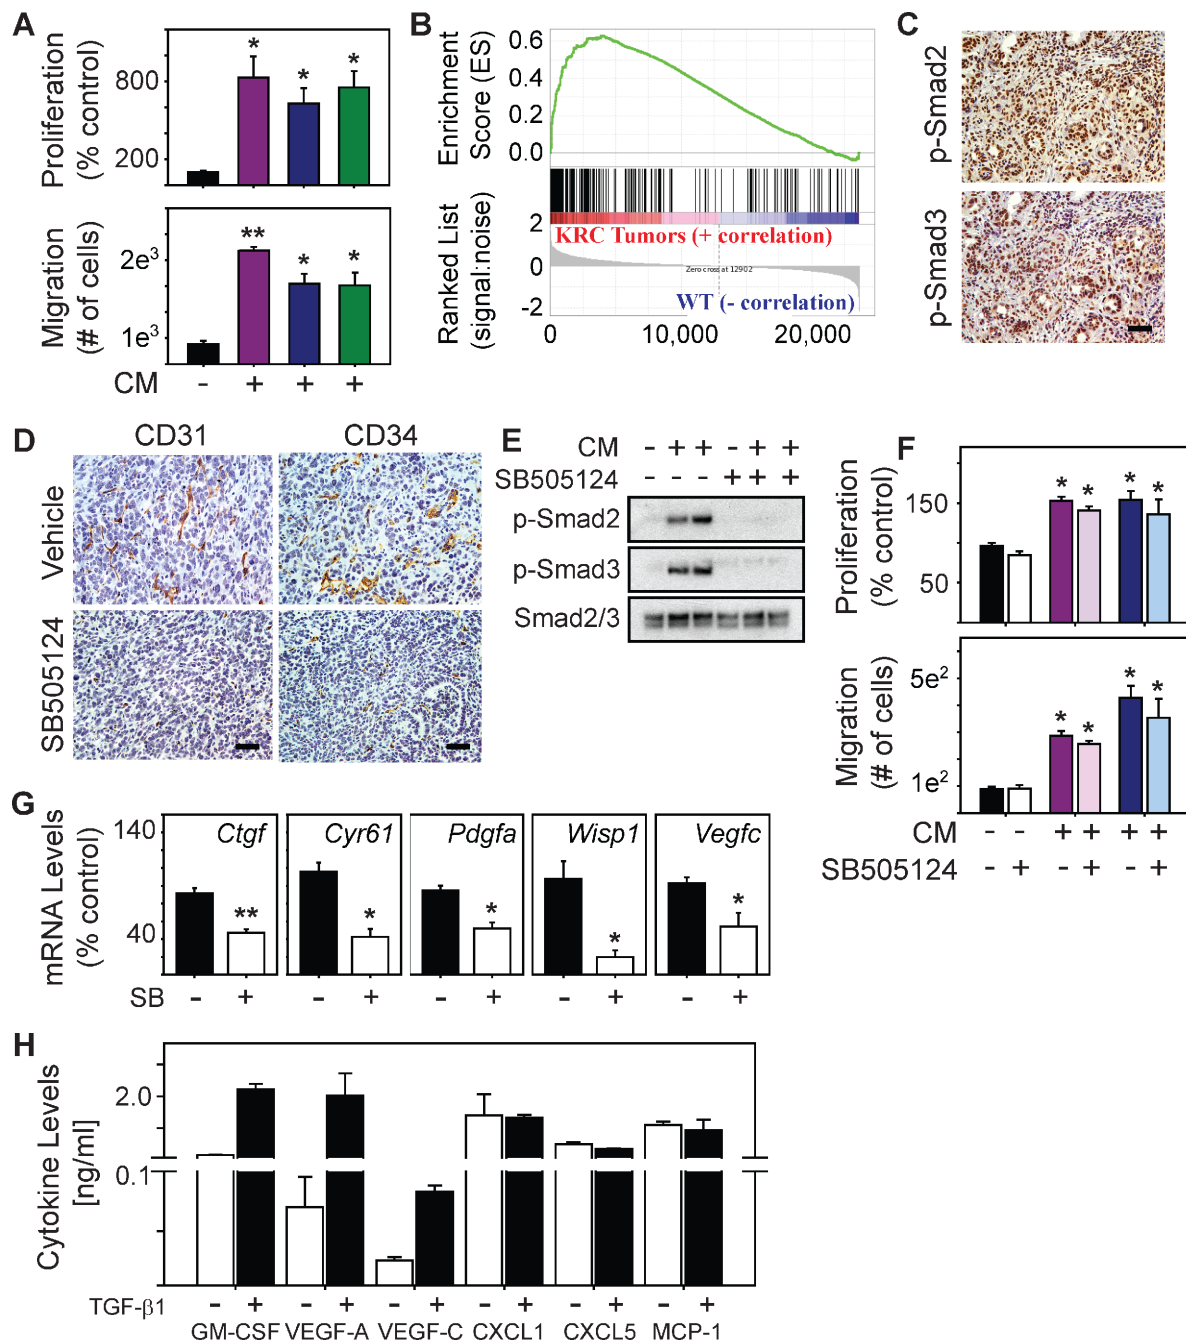 A
Proliferation
(% control)
800
200
* * *
Migration
(# of cells)
2e³
1e³
** * *
CM - + + +
B
Enrichment
Score (ES)
0.6
0.4
0.2
0.0
Ranked List
(signal:noise)
2
0
-2
KRC Tumors (+ correlation)
Zero cross at 12902
WT (- correlation)
0 10,000 20,000
C
p-Smad2
p-Smad3
D
CD31 CD34
Vehicle
SB505124
E
CM - + + - + +
SB505124 - - - + + +
p-Smad2
p-Smad3
Smad2/3
F
Proliferation
(% control)
150
50
* * * *
Migration
(# of cells)
5e²
1e²
* * * *
CM - - + + + +
SB505124 - + - + - +
G
mRNA Levels
(% control)
140
40
Ctgf Cyr61 Pdgfa Wisp1 Vegfc
** * * * *
SB - + - + - + - + - +
H
Cytokine Levels
[ng/ml]
2.0
0.1
TGF-β1 - + - + - + - + - + - +
GM-CSF VEGF-A VEGF-C CXCL1 CXCL5 MCP-1